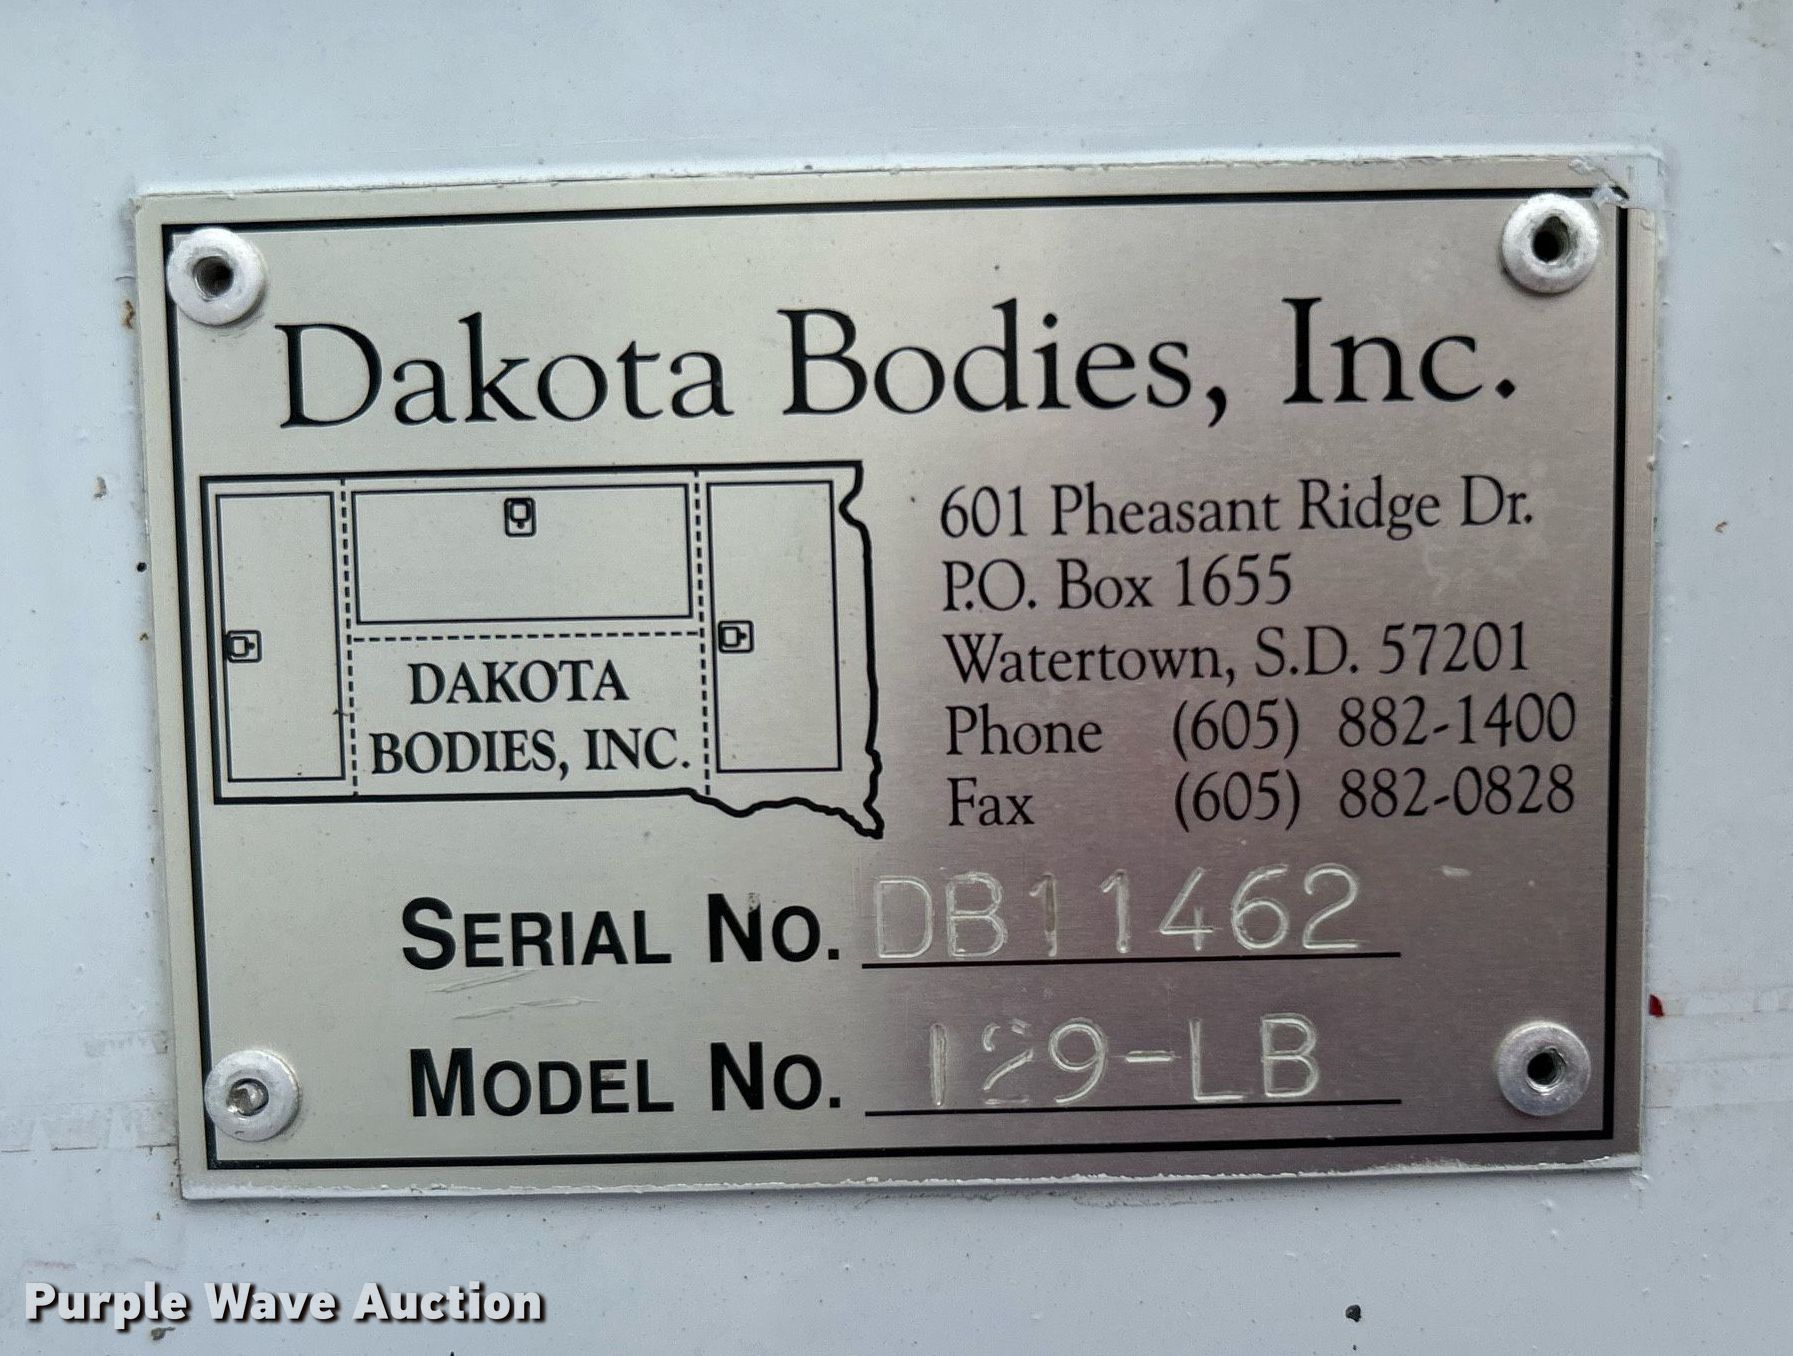 Dakota Bodies, Inc.
DAKOTA
BODIES, INC.
601 Pheasant Ridge Dr.
P.O. Box 1655
Watertown, S.D. 57201
Phone (605) 882-1400
Fax (605) 882-0828
SERIAL NO. DB11462
MODEL NO. 129-LB
Purple Wave Auction